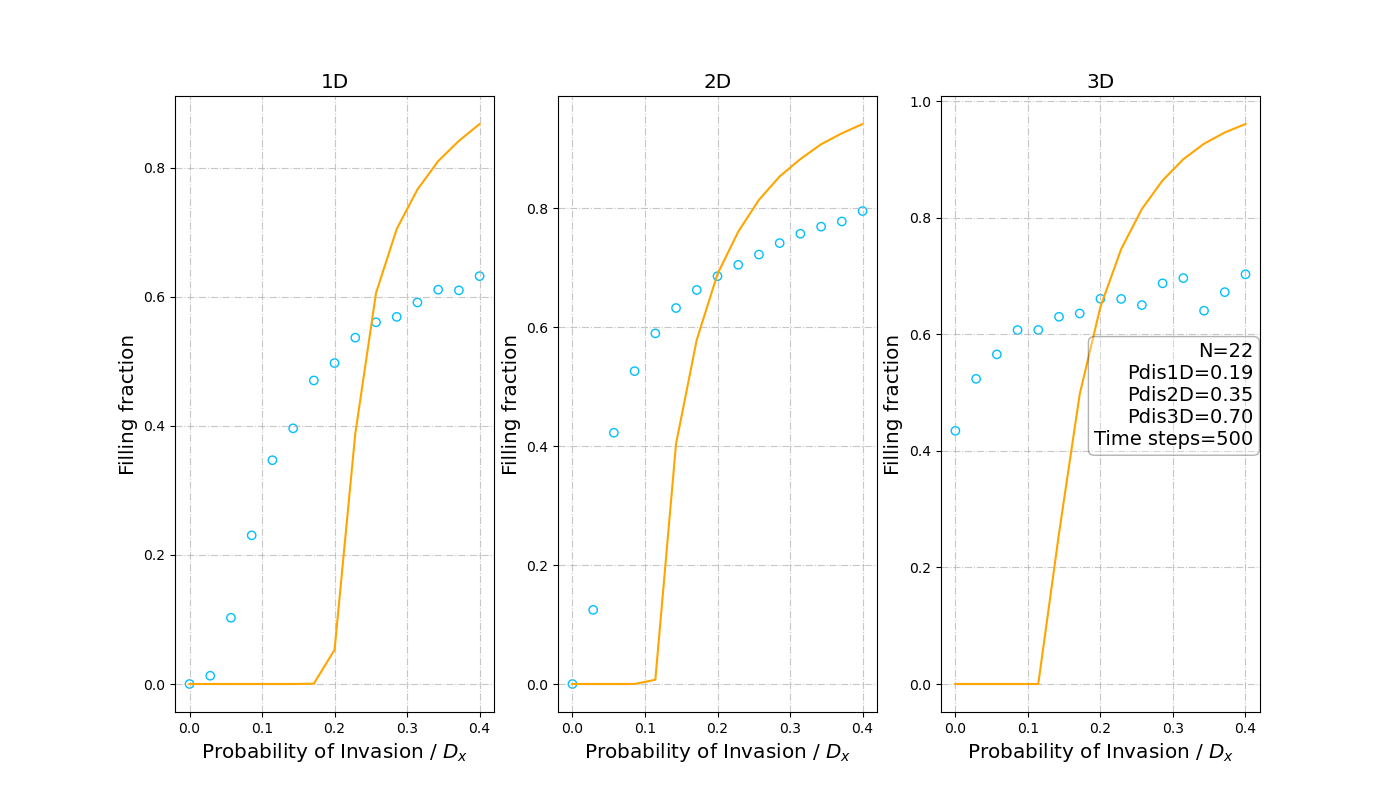 1D
2D
3D
Filling fraction
0.8
0.6
0.4
0.2
0.0
0.0 0.1 0.2 0.3 0.4
Probability of Invasion / Dx
Filling fraction
0.8
0.6
0.4
0.2
0.0
0.0 0.1 0.2 0.3 0.4
Probability of Invasion / Dx
Filling fraction
1.0
0.8
0.6
0.4
0.2
0.0
N=22
Pdis1D=0.19
Pdis2D=0.35
Pdis3D=0.70
Time steps=500
0.0 0.1 0.2 0.3 0.4
Probability of Invasion / Dx